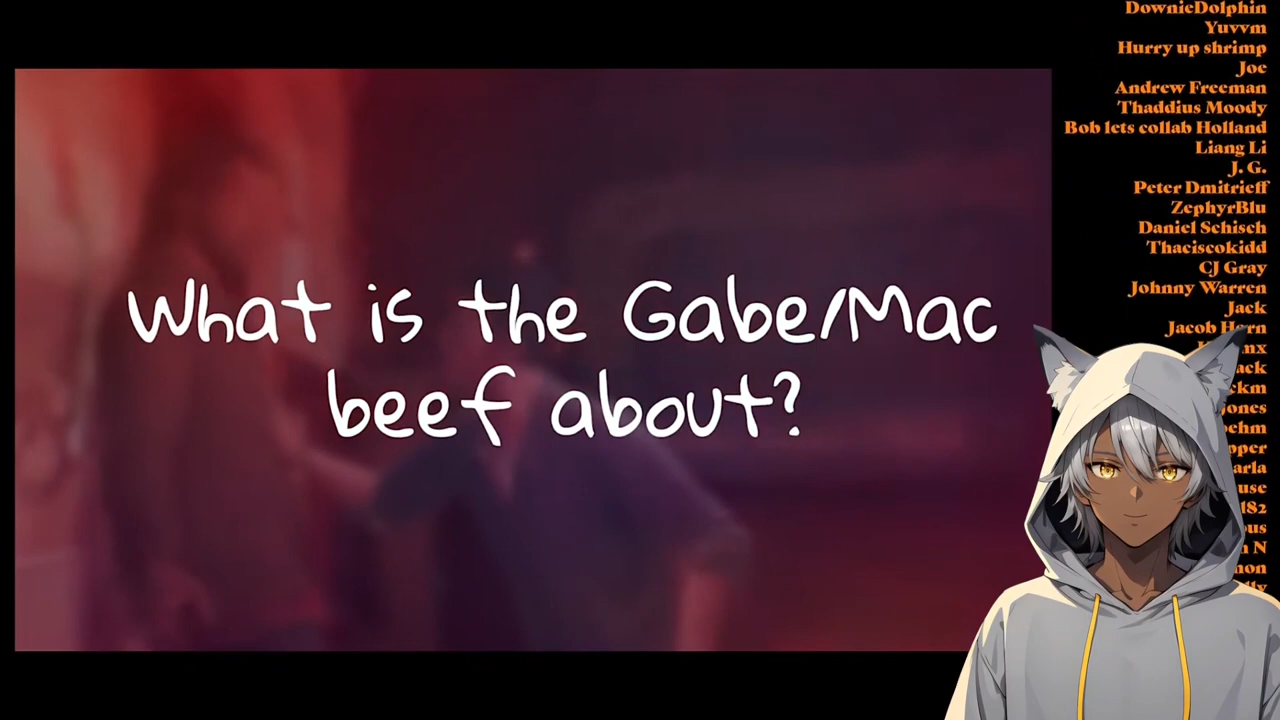 What is the Gabe/Mac
beef about?
DownieDolphin
Yuvvm
Hurry up shrimp
Joe
Andrew Freeman
Thaddius Moody
Bob lets collab Holland
Liang Li
J. G.
Peter Dmitrieff
ZephyrBlu
Daniel Schisch
Thaciscokidd
CJ Gray
Johnny Warren
Jack
Jacob